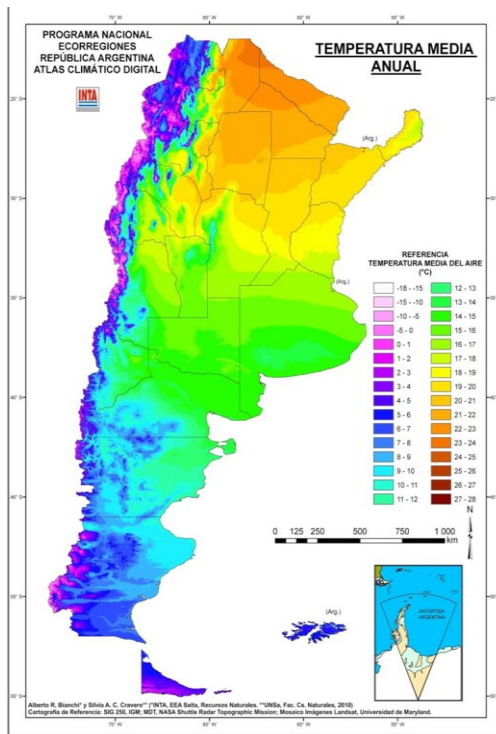 PROGRAMA NACIONAL
ECORREGIONES
REPÚBLICA ARGENTINA
ATLAS CLIMÁTICO DIGITAL
INTA
TEMPERATURA MEDIA
ANUAL
(Arg.)
(Arg.)
REFERENCIA
TEMPERATURA MEDIA DEL AIRE
(°C)
-18 - -15
-15 - -10
-10 - -5
-5 - 0
0 - 1
1 - 2
2 - 3
3 - 4
4 - 5
5 - 6
6 - 7
7 - 8
8 - 9
9 - 10
10 - 11
11 - 12
12 - 13
13 - 14
14 - 15
15 - 16
16 - 17
17 - 18
18 - 19
19 - 20
20 - 21
21 - 22
22 - 23
23 - 24
24 - 25
25 - 26
26 - 27
27 - 28
N
0 125 250 500 750 1 000
km
(Arg.)
ANTÁRTIDA
ARGENTINA
Alberto R. Bianchi* y Silvia A. C. Cravero** (*INTA, EEA Salta, Recursos Naturales. **UNSa, Fac. Cs. Naturales, 2010)
Cartografía de Referencia: SIG 250, IGM; MDT, NASA Shuttle Radar Topographic Mission; Mosaico Imágenes Landsat, Universidad de Maryland.